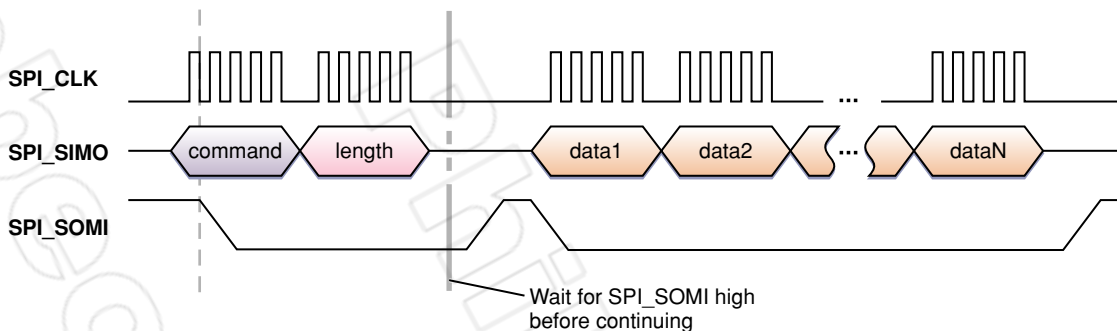 SPI_CLK
...
SPI_SIMO
command length data1 data2 ... dataN
SPI_SOMI
Wait for SPI_SOMI high
before continuing